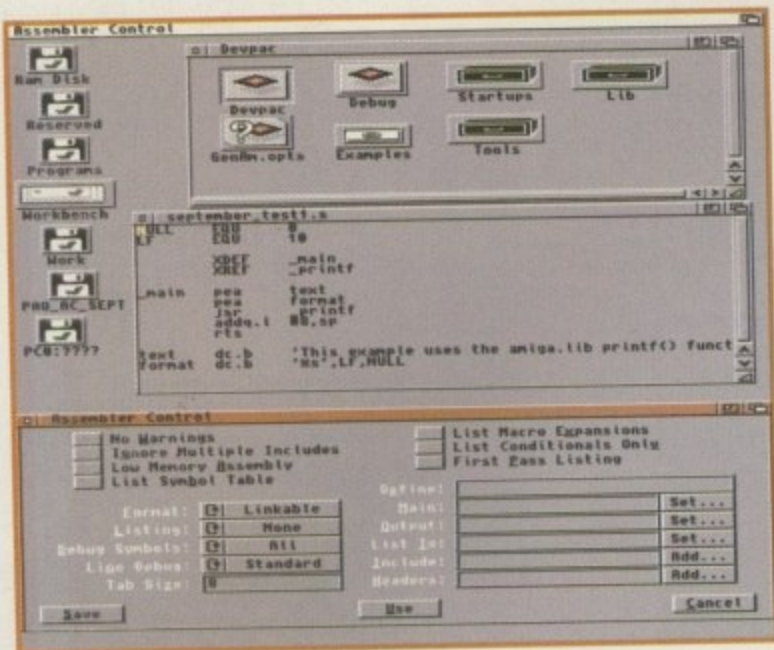 Assembler Control
Ram Disk
Reserved
Programs
Workbench
Work
PAD_AC_SEPT
PC0:????
Devpac
Devpac
Debug
Startups
Lib
GenAm.opts
Examples
Tools
september_test1.s
NULL EQU 0
LF EQU 10
XDEF _main
XREF _printf
_main pea text
pea format
jsr _printf
addq.l #8,sp
rts
text dc.b 'This example uses the amiga.lib printf() funct
format dc.b '%s',LF,NULL
Assembler Control
No Warnings
Ignore Multiple Includes
Low Memory Assembly
List Symbol Table
List Macro Expansions
List Conditionals Only
First Pass Listing
Format: Linkable
Listing: None
Debug Symbols: All
Line Debug: Standard
Tab Size: 8
Define:
Main: Set...
Output: Set...
List To: Set...
Include: Add...
Headers: Add...
Save
Use
Cancel